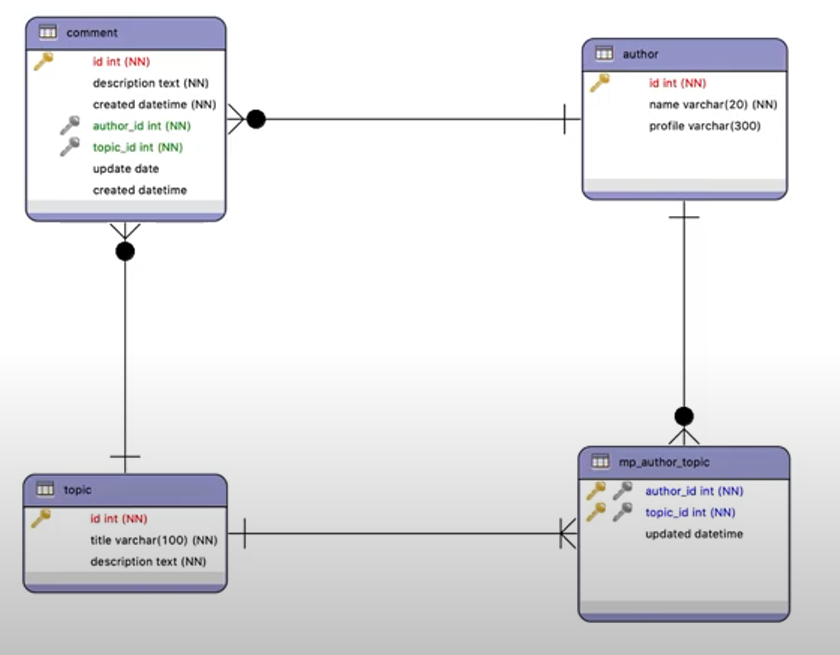 comment
id int (NN)
description text (NN)
created datetime (NN)
author_id int (NN)
topic_id int (NN)
update date
created datetime
author
id int (NN)
name varchar(20) (NN)
profile varchar(300)
topic
id int (NN)
title varchar(100) (NN)
description text (NN)
mp_author_topic
author_id int (NN)
topic_id int (NN)
updated datetime